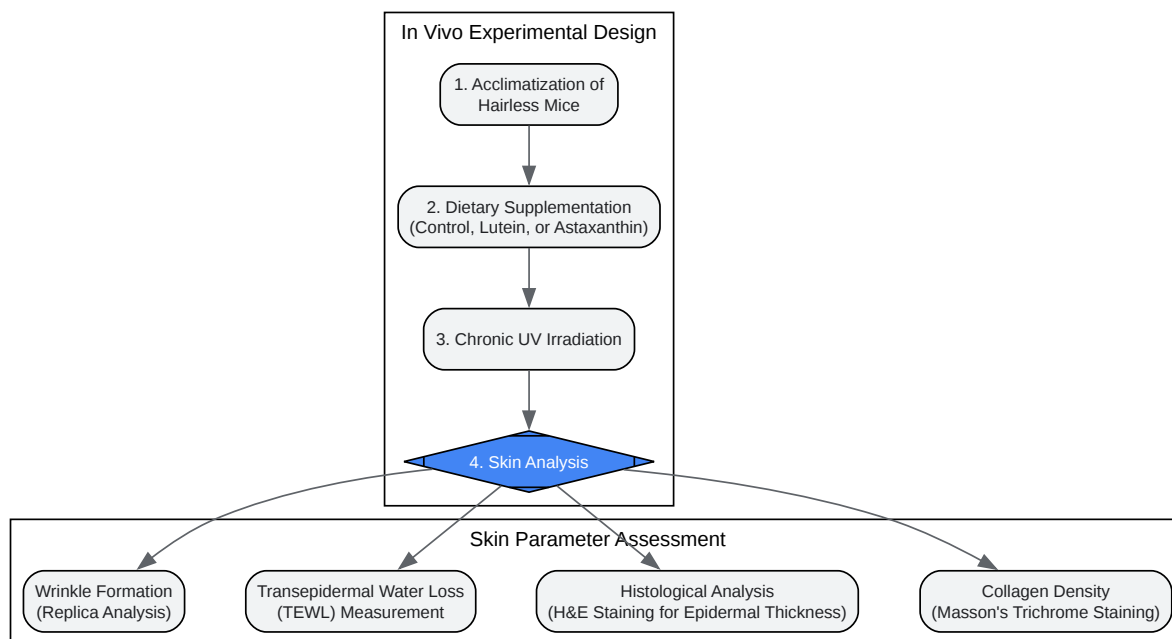 In Vivo Experimental Design
1. Acclimatization of
Hairless Mice
2. Dietary Supplementation
(Control, Lutein, or Astaxanthin)
3. Chronic UV Irradiation
4. Skin Analysis
Skin Parameter Assessment
Wrinkle Formation
(Replica Analysis)
Transepidermal Water Loss
(TEWL) Measurement
Histological Analysis
(H&E Staining for Epidermal Thickness)
Collagen Density
(Masson's Trichrome Staining)